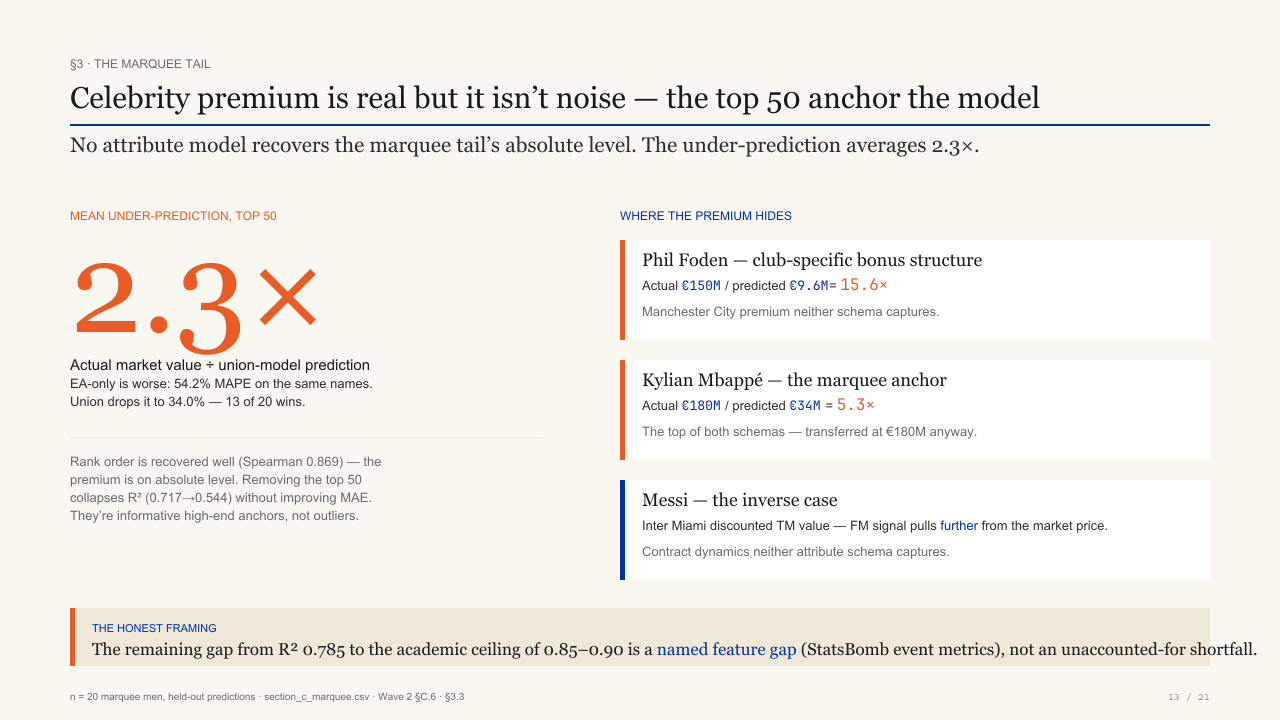 §3 · THE MARQUEE TAIL
Celebrity premium is real but it isn’t noise — the top 50 anchor the model
No attribute model recovers the marquee tail’s absolute level. The under-prediction averages 2.3×.
MEAN UNDER-PREDICTION, TOP 50
2.3×
Actual market value ÷ union-model prediction
EA-only is worse: 54.2% MAPE on the same names.
Union drops it to 34.0% — 13 of 20 wins.
Rank order is recovered well (Spearman 0.869) — the
premium is on absolute level. Removing the top 50
collapses R² (0.717→0.544) without improving MAE.
They’re informative high-end anchors, not outliers.
WHERE THE PREMIUM HIDES
Phil Foden — club-specific bonus structure
Actual €150M / predicted €9.6M= 15.6×
Manchester City premium neither schema captures.
Kylian Mbappé — the marquee anchor
Actual €180M / predicted €34M = 5.3×
The top of both schemas — transferred at €180M anyway.
Messi — the inverse case
Inter Miami discounted TM value — FM signal pulls further from the market price.
Contract dynamics neither attribute schema captures.
THE HONEST FRAMING
The remaining gap from R² 0.785 to the academic ceiling of 0.85–0.90 is a named feature gap (StatsBomb event metrics), not an unaccounted-for shortfall.
n = 20 marquee men, held-out predictions · section_c_marquee.csv · Wave 2 §C.6 · §3.3
13 / 21